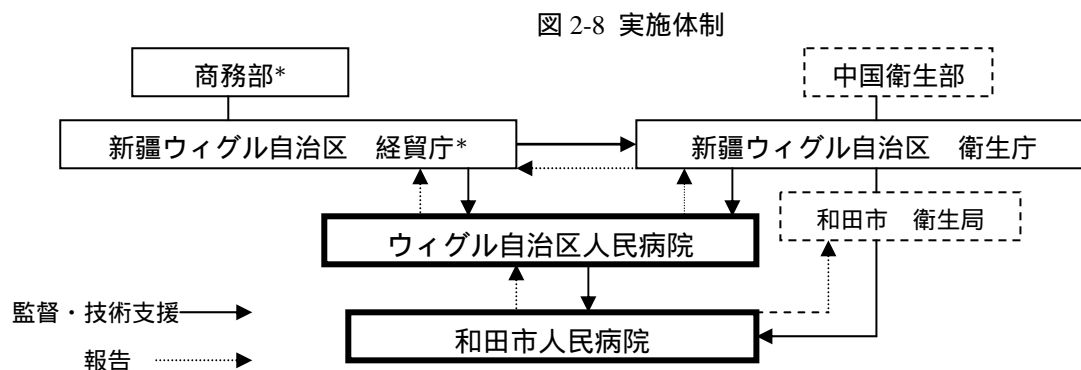 図 2-8 実施体制
商務部*
中国衛生部
新疆ウィグル自治区 経貿庁*
新疆ウィグル自治区 衛生庁
和田市 衛生局
ウィグル自治区人民病院
監督・技術支援
和田市人民病院
報告